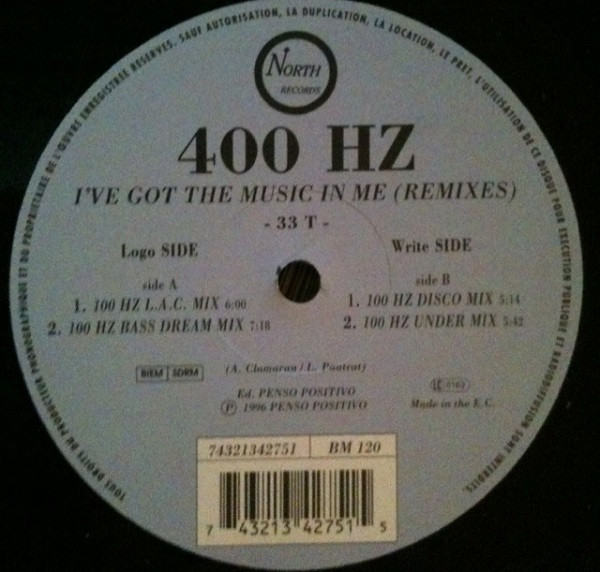 TOUS DROITS DU PRODUCTEUR PHONOGRAPHIQUE ET DU PROPRIETAIRE DE L'ŒUVRE ENREGISTREE RESERVES. SAUF AUTORISATION, LA DUPLICATION, LA LOCATION, LE PRET, L'UTILISATION DE CE DISQUE POUR EXECUTION PUBLIQUE ET RADIODIFFUSION SONT INTERDITS.
NORTH
RECORDS
400 HZ
I'VE GOT THE MUSIC IN ME (REMIXES)
- 33 T -
Logo SIDE
side A
1. 100 HZ L.A.C. MIX 6:00
2. 100 HZ BASS DREAM MIX 7:18
Write SIDE
side B
1. 100 HZ DISCO MIX 5:14
2. 100 HZ UNDER MIX 5:42
BIEM SDRM
(A. Clamaran / L. Pautrat)
Ed. PENSO POSITIVO
Ⓟ 1996 PENSO POSITIVO
Made in the E.C.
74321342751 BM 120
7 43213 42751 5